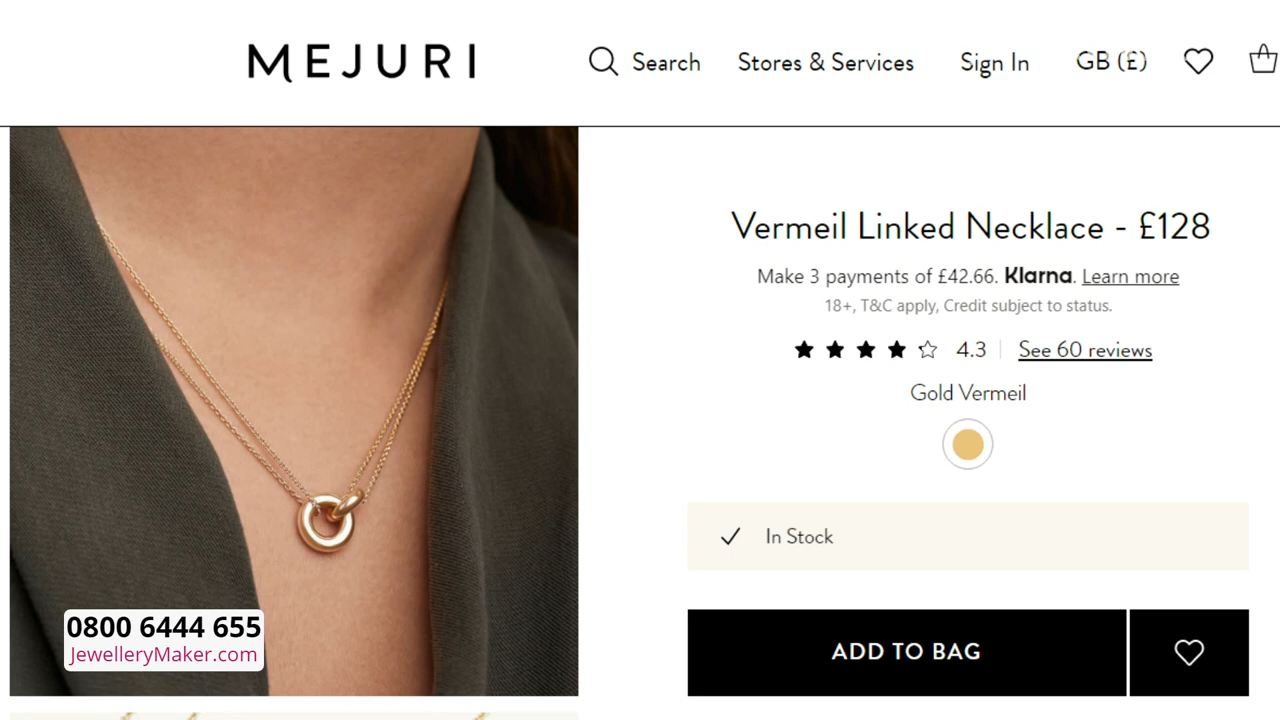 MEJURI
Search
Stores & Services
Sign In
GB (£)
Vermeil Linked Necklace - £128
Make 3 payments of £42.66. Klarna. Learn more
18+, T&C apply, Credit subject to status.
4.3
See 60 reviews
Gold Vermeil
In Stock
ADD TO BAG
0800 6444 655
JewelleryMaker.com